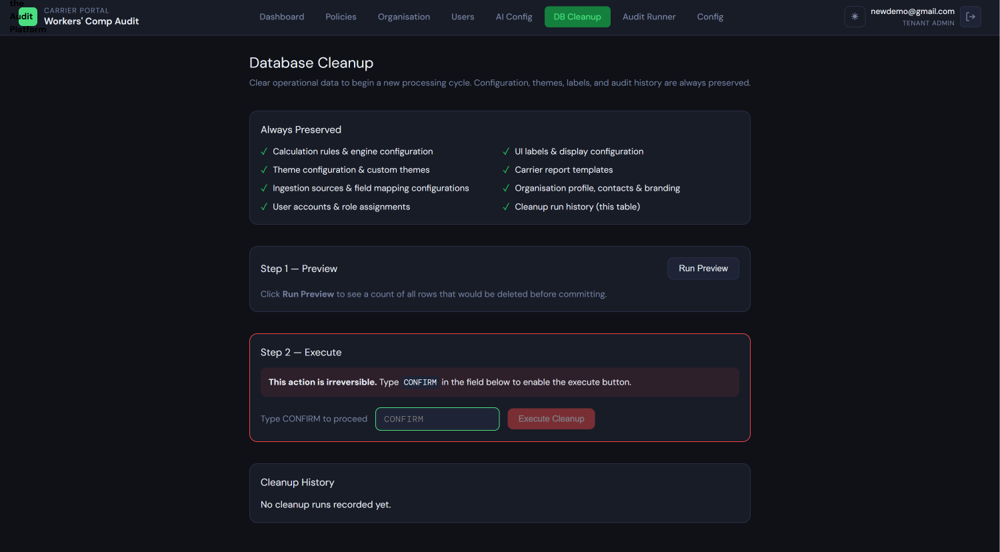 the
Audit
Platform
CARRIER PORTAL
Workers' Comp Audit
Dashboard
Policies
Organisation
Users
AI Config
DB Cleanup
Audit Runner
Config
newdemo@gmail.com
TENANT ADMIN
Database Cleanup
Clear operational data to begin a new processing cycle. Configuration, themes, labels, and audit history are always preserved.
Always Preserved
✓ Calculation rules & engine configuration
✓ UI labels & display configuration
✓ Theme configuration & custom themes
✓ Carrier report templates
✓ Ingestion sources & field mapping configurations
✓ Organisation profile, contacts & branding
✓ User accounts & role assignments
✓ Cleanup run history (this table)
Step 1 — Preview
Run Preview
Click Run Preview to see a count of all rows that would be deleted before committing.
Step 2 — Execute
This action is irreversible. Type CONFIRM in the field below to enable the execute button.
Type CONFIRM to proceed
CONFIRM
Execute Cleanup
Cleanup History
No cleanup runs recorded yet.